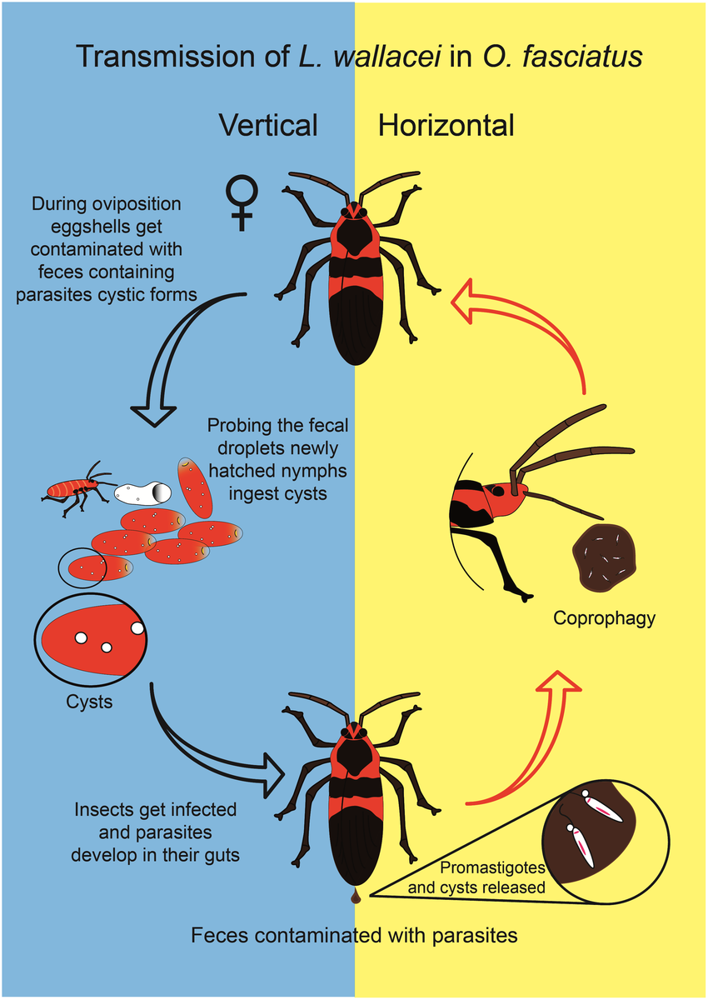 Transmission of L. wallacei in O. fasciatus
Vertical
Horizontal
During oviposition
eggshells get
contaminated with
feces containing
parasites cystic forms
Probing the fecal
droplets newly
hatched nymphs
ingest cysts
Coprophagy
Cysts
Insects get infected
and parasites
develop in their guts
Promastigotes
and cysts released
Feces contaminated with parasites